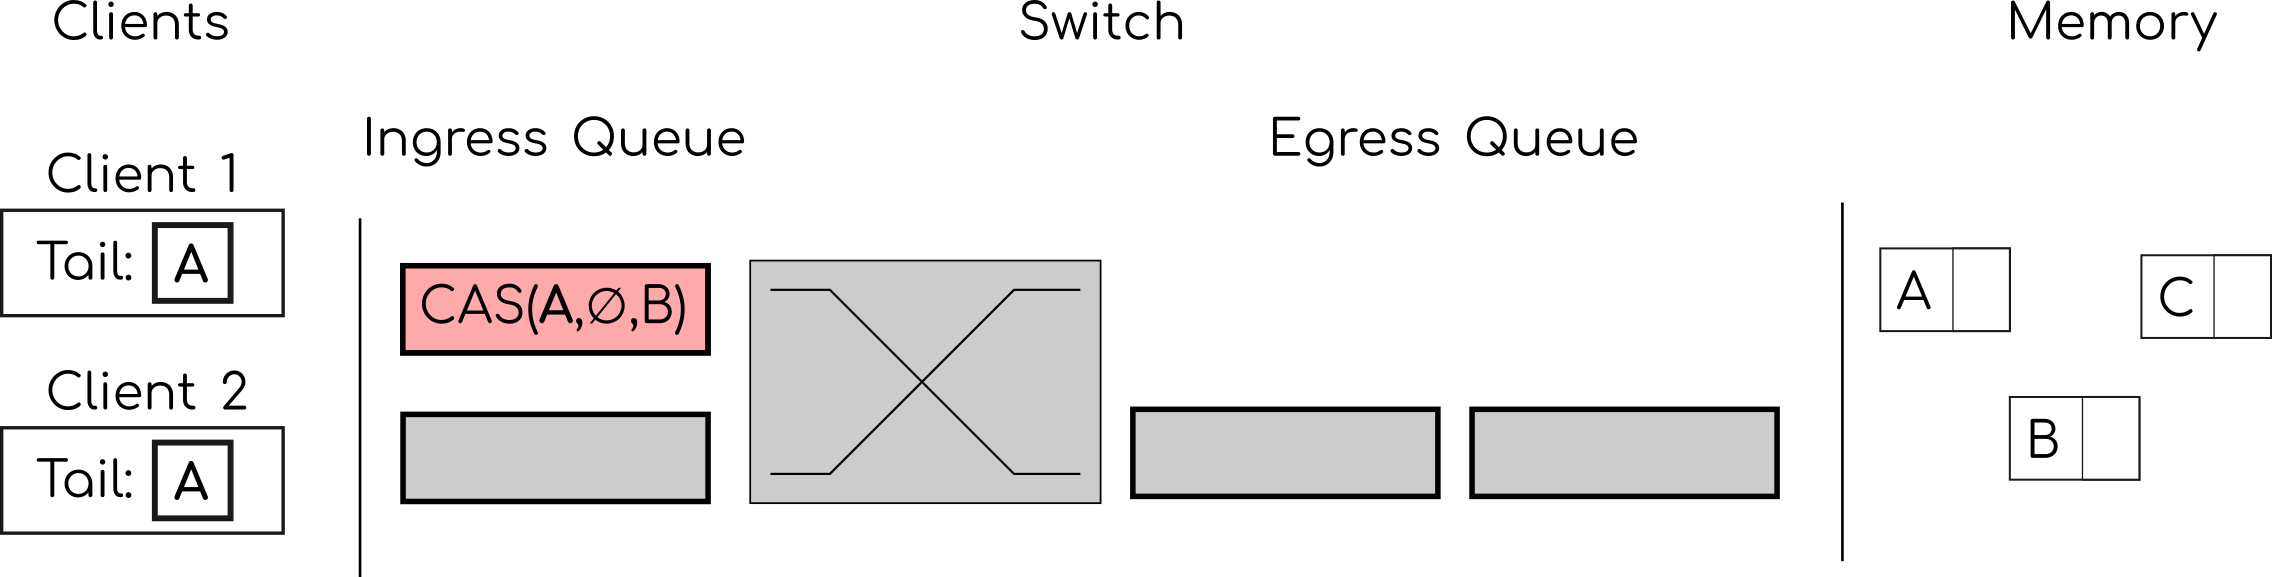 Clients
Switch
Memory
Ingress Queue
Egress Queue
Client 1
Tail: A
CAS(A,∅,B)
Client 2
Tail: A
A
C
B